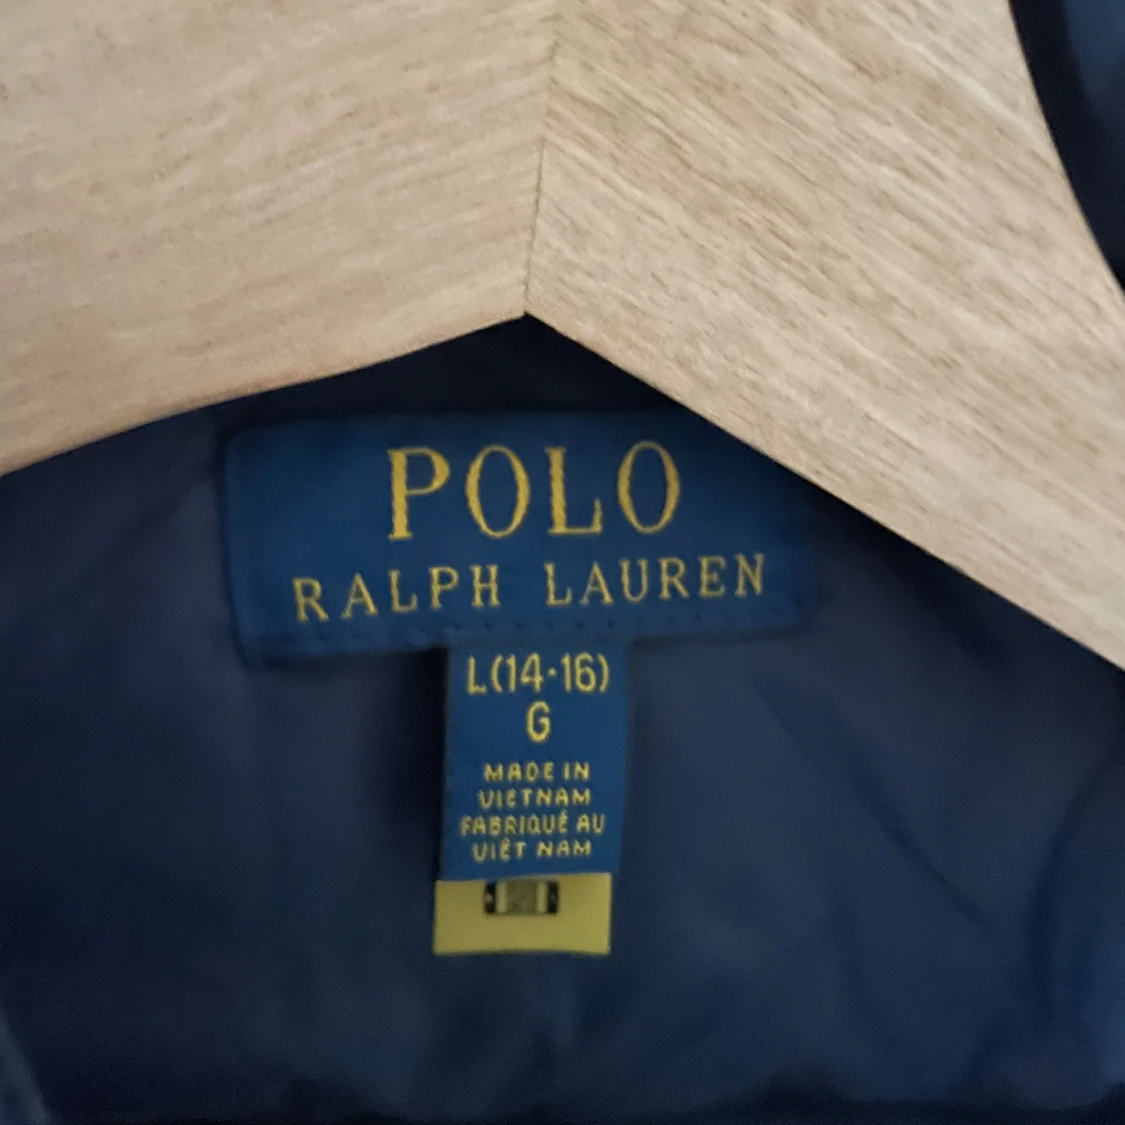 POLO
RALPH LAUREN
L(14-16)
G
MADE IN
VIETNAM
FABRIQUÉ AU
VIÊT NAM